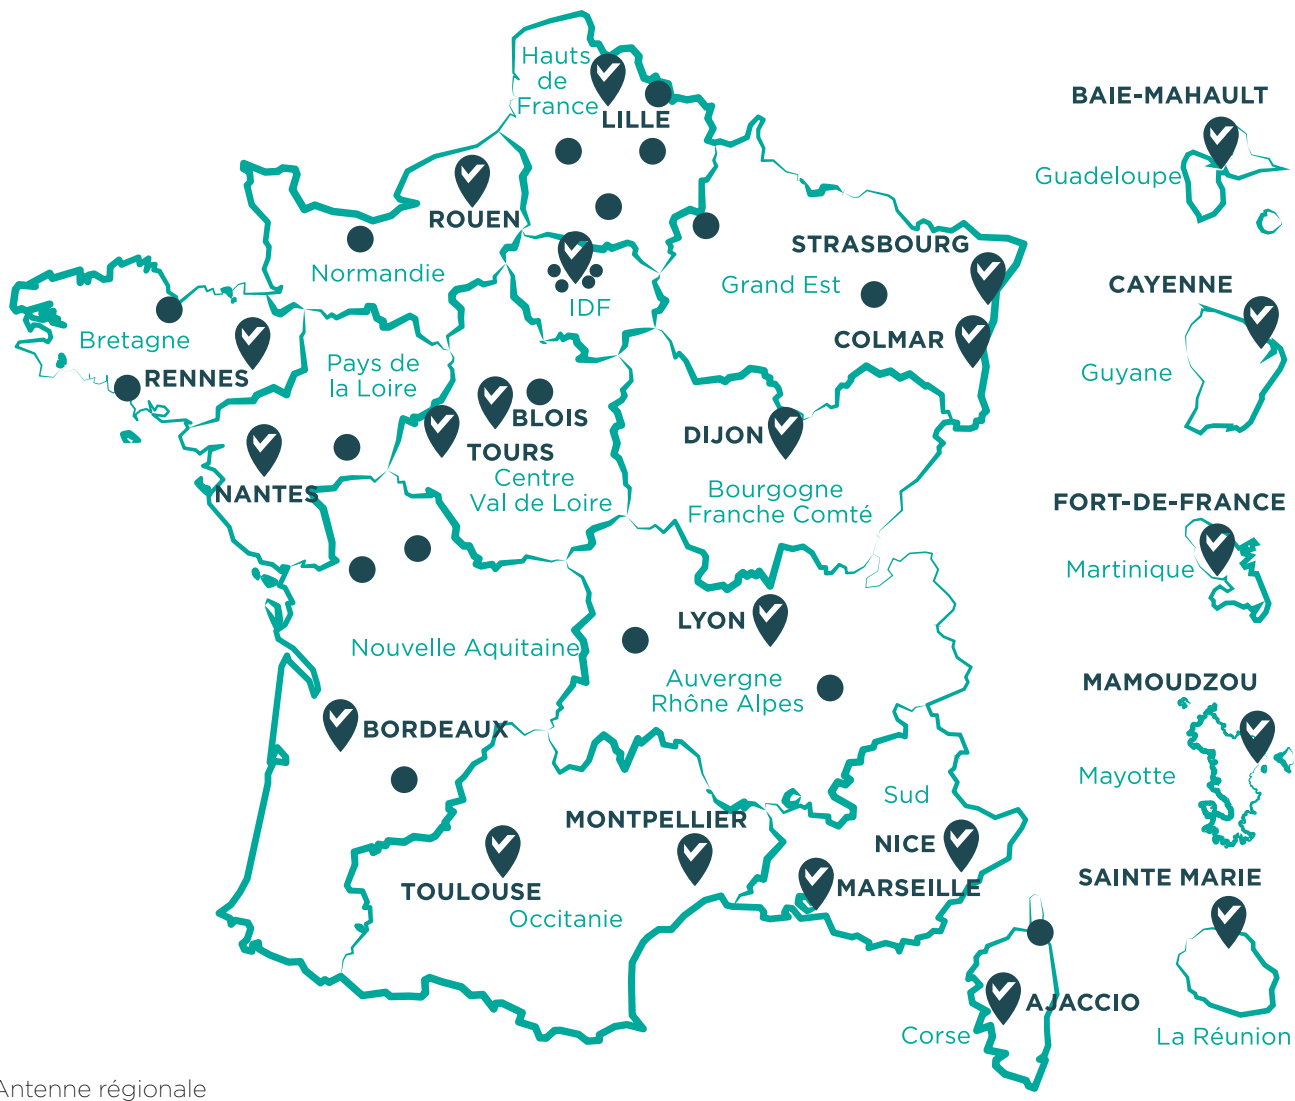 Hauts
de
France
LILLE
BAIE-MAHAULT
Guadeloupe
ROUEN
Normandie
STRASBOURG
Grand Est
IDF
CAYENNE
Guyane
Bretagne
RENNES
Pays de
la Loire
COLMAR
BLOIS
TOURS
Centre
Val de Loire
DIJON
Bourgogne
Franche Comté
NANTES
FORT-DE-FRANCE
Martinique
LYON
Nouvelle Aquitaine
Auvergne
Rhône Alpes
MAMOUDZOU
Mayotte
BORDEAUX
Sud
MONTPELLIER
NICE
TOULOUSE
MARSEILLE
Occitanie
SAINTE MARIE
AJACCIO
Corse
La Réunion
Antenne régionale